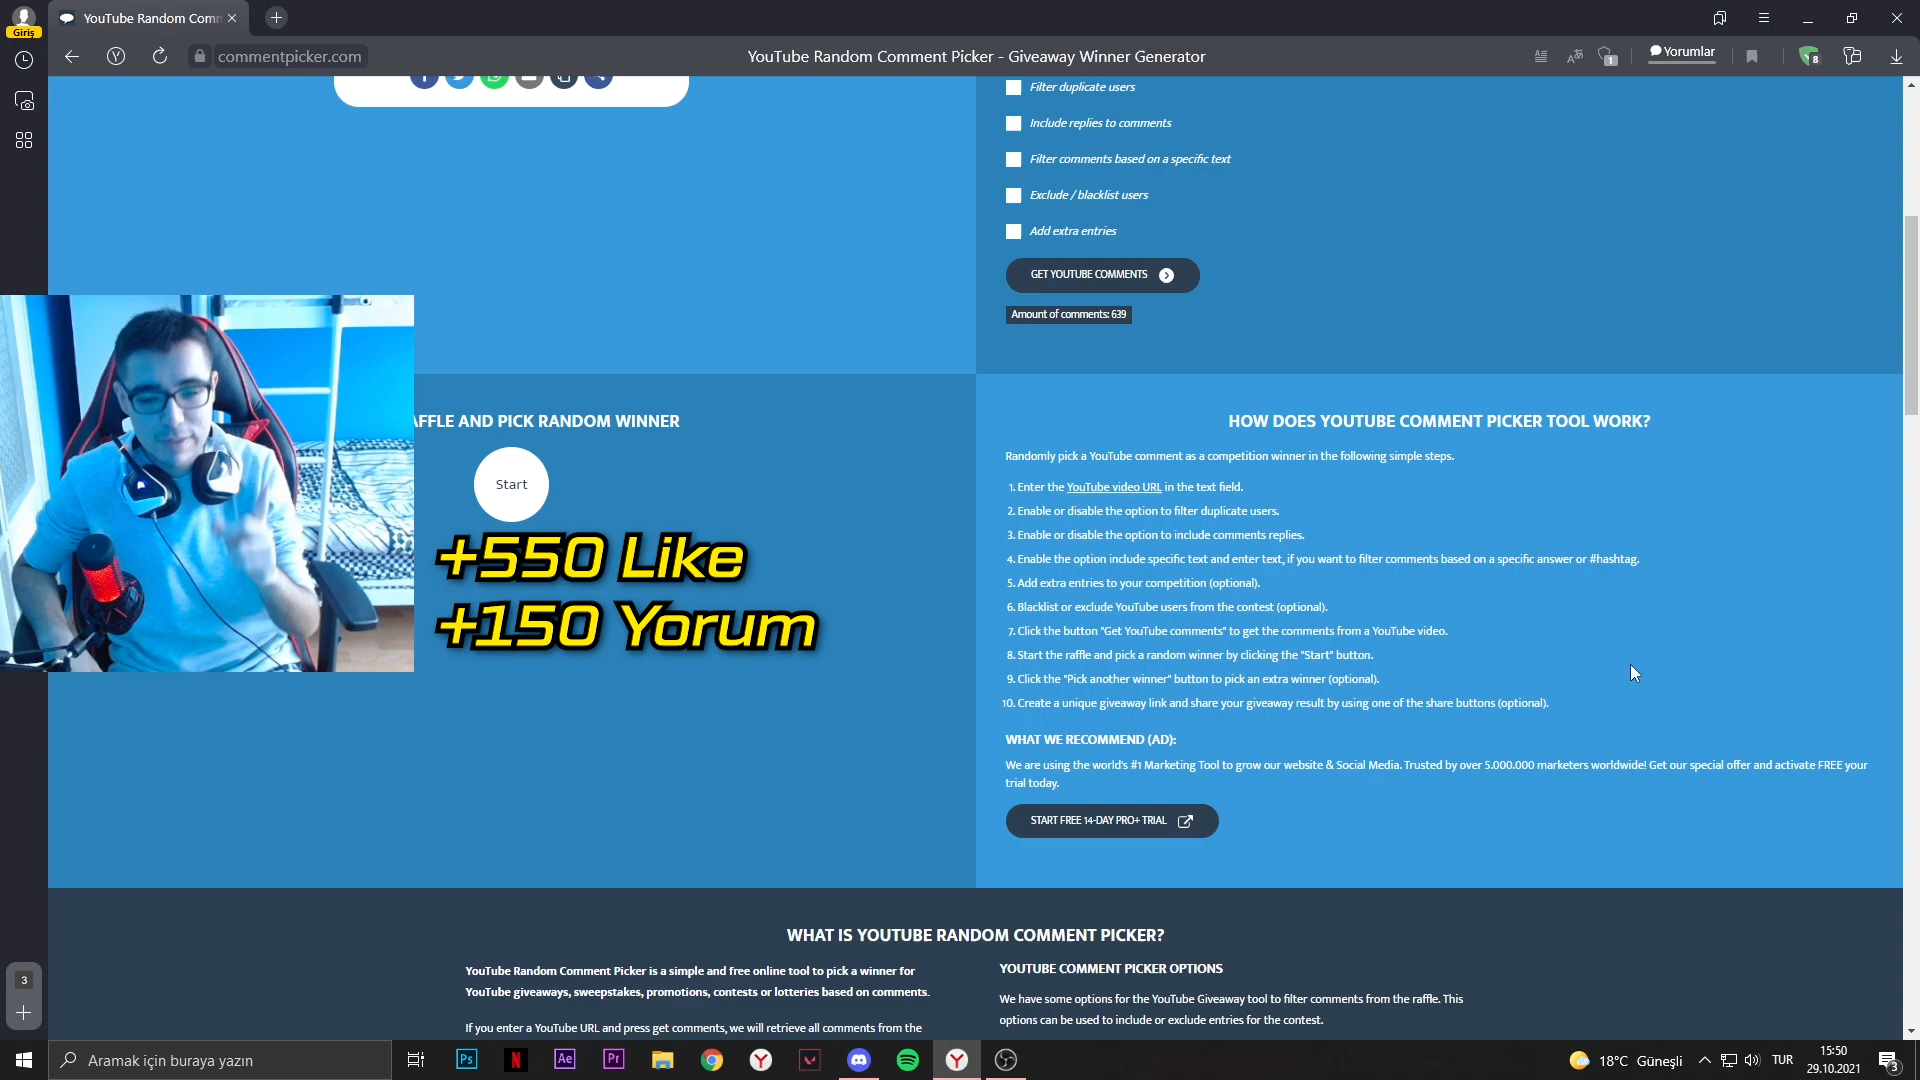 Giriş
YouTube Random Comm
commentpicker.com
YouTube Random Comment Picker - Giveaway Winner Generator
1
Yorumlar
8
Filter duplicate users
Include replies to comments
Filter comments based on a specific text
Exclude / blacklist users
Add extra entries
GET YOUTUBE COMMENTS
Amount of comments: 639
AFFLE AND PICK RANDOM WINNER
Start
+550 Like
+150 Yorum
HOW DOES YOUTUBE COMMENT PICKER TOOL WORK?
Randomly pick a YouTube comment as a competition winner in the following simple steps.
1. Enter the YouTube video URL in the text field.
2. Enable or disable the option to filter duplicate users.
3. Enable or disable the option to include comments replies.
4. Enable the option include specific text and enter text, if you want to filter comments based on a specific answer or #hashtag.
5. Add extra entries to your competition (optional).
6. Blacklist or exclude YouTube users from the contest (optional).
7. Click the button "Get YouTube comments" to get the comments from a YouTube video.
8. Start the raffle and pick a random winner by clicking the "Start" button.
9. Click the "Pick another winner" button to pick an extra winner (optional).
10. Create a unique giveaway link and share your giveaway result by using one of the share buttons (optional).
WHAT WE RECOMMEND (AD):
We are using the world's #1 Marketing Tool to grow our website & Social Media. Trusted by over 5.000.000 marketers worldwide! Get our special offer and activate FREE your
trial today.
START FREE 14-DAY PRO+ TRIAL
WHAT IS YOUTUBE RANDOM COMMENT PICKER?
YouTube Random Comment Picker is a simple and free online tool to pick a winner for
YouTube giveaways, sweepstakes, promotions, contests or lotteries based on comments.
If you enter a YouTube URL and press get comments, we will retrieve all comments from the
YOUTUBE COMMENT PICKER OPTIONS
We have some options for the YouTube Giveaway tool to filter comments from the raffle. This
options can be used to include or exclude entries for the contest.
3
Aramak için buraya yazın
Ps
N
Ae
Pr
Y
Y
18°C Güneşli
TUR
15:50
29.10.2021
3